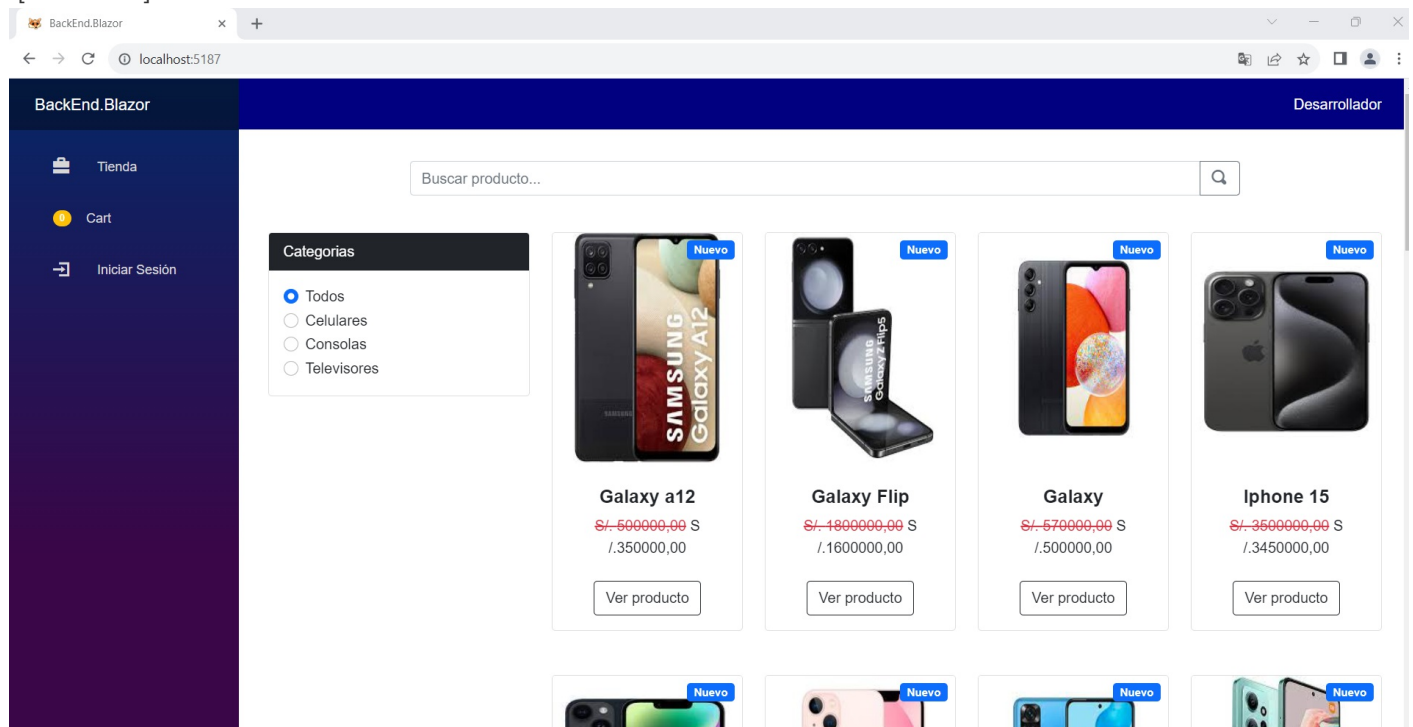 BackEnd.Blazor
localhost:5187
BackEnd.Blazor
Desarrollador
Tienda
0 Cart
Iniciar Sesión
Buscar producto...
Categorias
Todos
Celulares
Consolas
Televisores
Nuevo
SAMSUNG
Galaxy A12
SAMSUNG
Galaxy a12
S/. 500000,00 S
/.350000,00
Ver producto
Nuevo
SAMSUNG
Galaxy Z Flip5
Galaxy Flip
S/. 1800000,00 S
/.1600000,00
Ver producto
Nuevo
Galaxy
S/. 570000,00 S
/.500000,00
Ver producto
Nuevo
Iphone 15
S/. 3500000,00 S
/.3450000,00
Ver producto
Nuevo
Nuevo
Nuevo
Nuevo